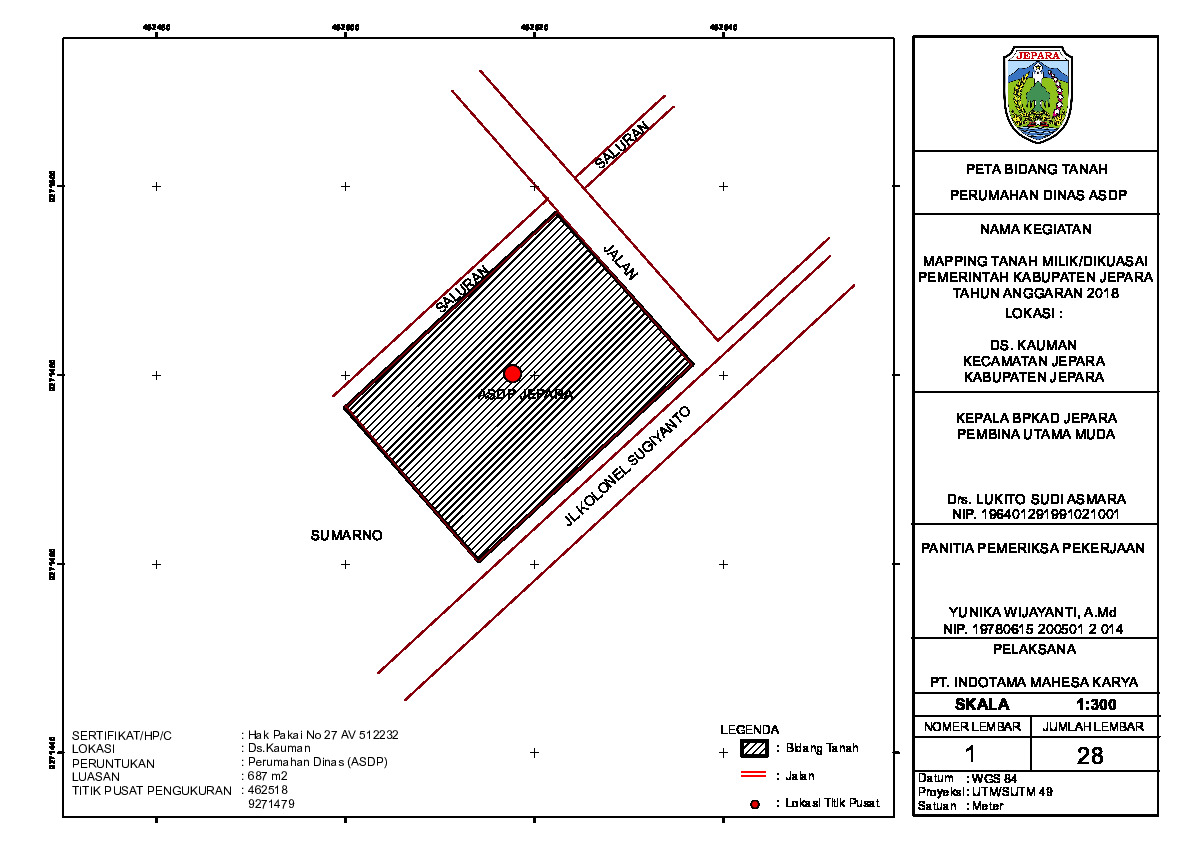 462480 462500 462520 462540
9271500
9271480
9271460
9271440
SALURAN
JALAN
SALURAN
ASDP JEPARA
JL.KOLONEL SUGIYANTO
SUMARNO
SERTIFIKAT/HP/C : Hak Pakai No 27 AV 512232
LOKASI : Ds.Kauman
PERUNTUKAN : Perumahan Dinas (ASDP)
LUASAN : 687 m2
TITIK PUSAT PENGUKURAN : 462518
9271479
LEGENDA
: Bidang Tanah
: Jalan
: Lokasi Titik Pusat
JEPARA
PETA BIDANG TANAH
PERUMAHAN DINAS ASDP
NAMA KEGIATAN
MAPPING TANAH MILIK/DIKUASAI
PEMERINTAH KABUPATEN JEPARA
TAHUN ANGGARAN 2018
LOKASI :
DS. KAUMAN
KECAMATAN JEPARA
KABUPATEN JEPARA
KEPALA BPKAD JEPARA
PEMBINA UTAMA MUDA
Drs. LUKITO SUDI ASMARA
NIP. 196401291991021001
PANITIA PEMERIKSA PEKERJAAN
YUNIKA WIJAYANTI, A.Md
NIP. 19780615 200501 2 014
PELAKSANA
PT. INDOTAMA MAHESA KARYA
SKALA 1:300
NOMER LEMBAR JUMLAH LEMBAR
1 28
Datum : WGS 84
Proyeksi : UTM/SUTM 49
Satuan : Meter